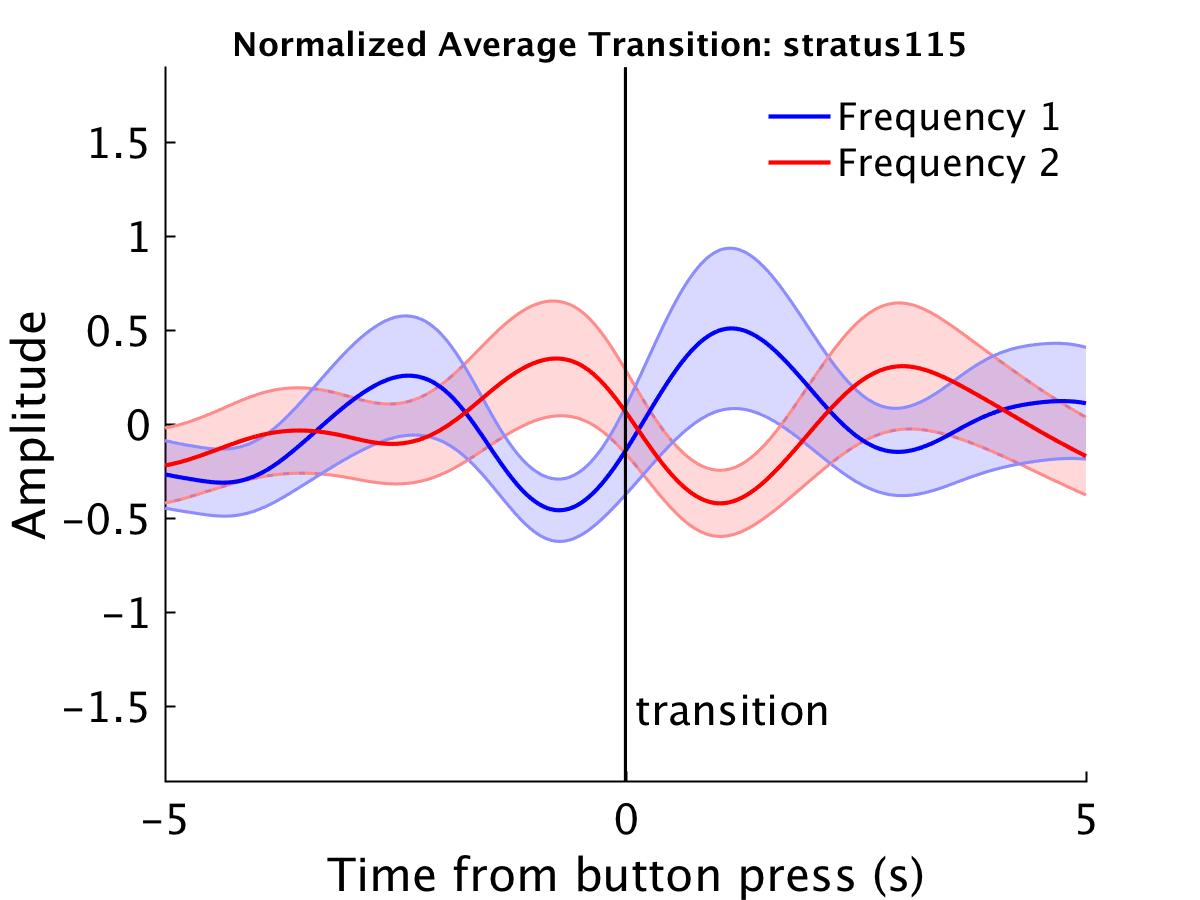 Normalized Average Transition: stratus115
Frequency 1
Frequency 2
1.5
1
0.5
0
−0.5
−1
−1.5
Amplitude
transition
−5
0
5
Time from button press (s)